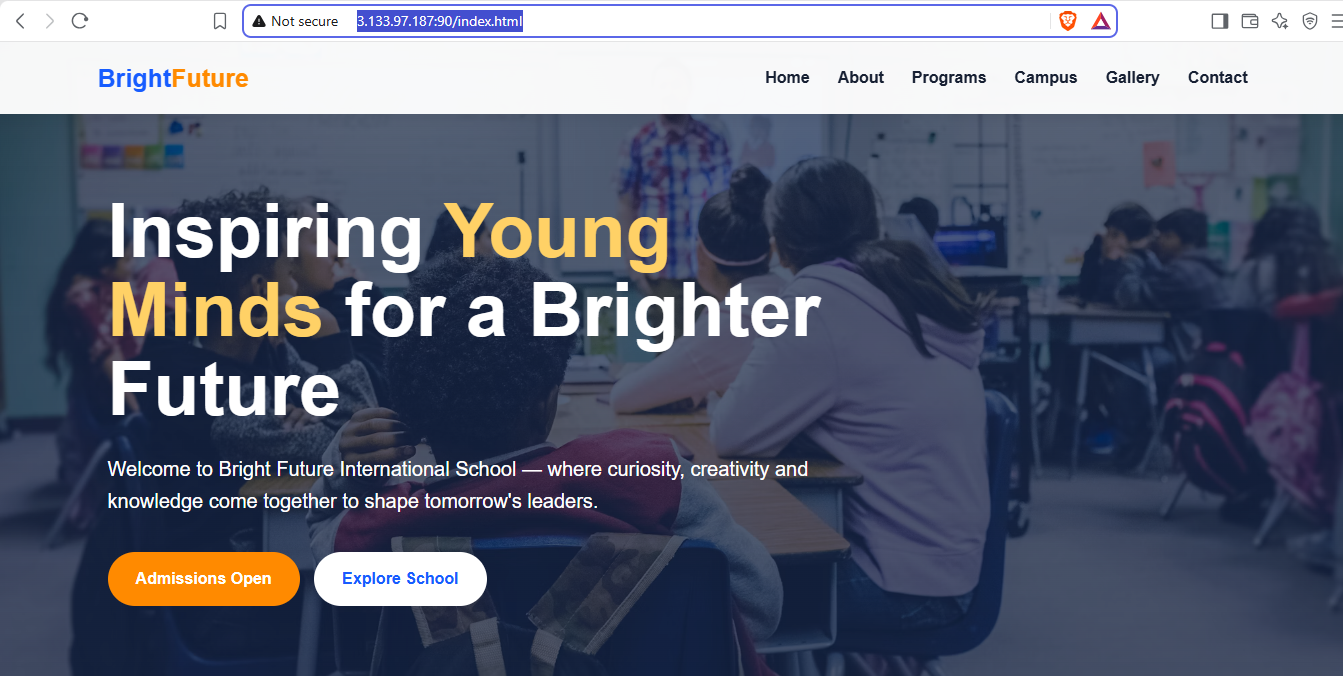 Not secure 3.133.97.187:90/index.html
BrightFuture
Home About Programs Campus Gallery Contact
Inspiring Young
Minds for a Brighter
Future
Welcome to Bright Future International School — where curiosity, creativity and
knowledge come together to shape tomorrow's leaders.
Admissions Open Explore School